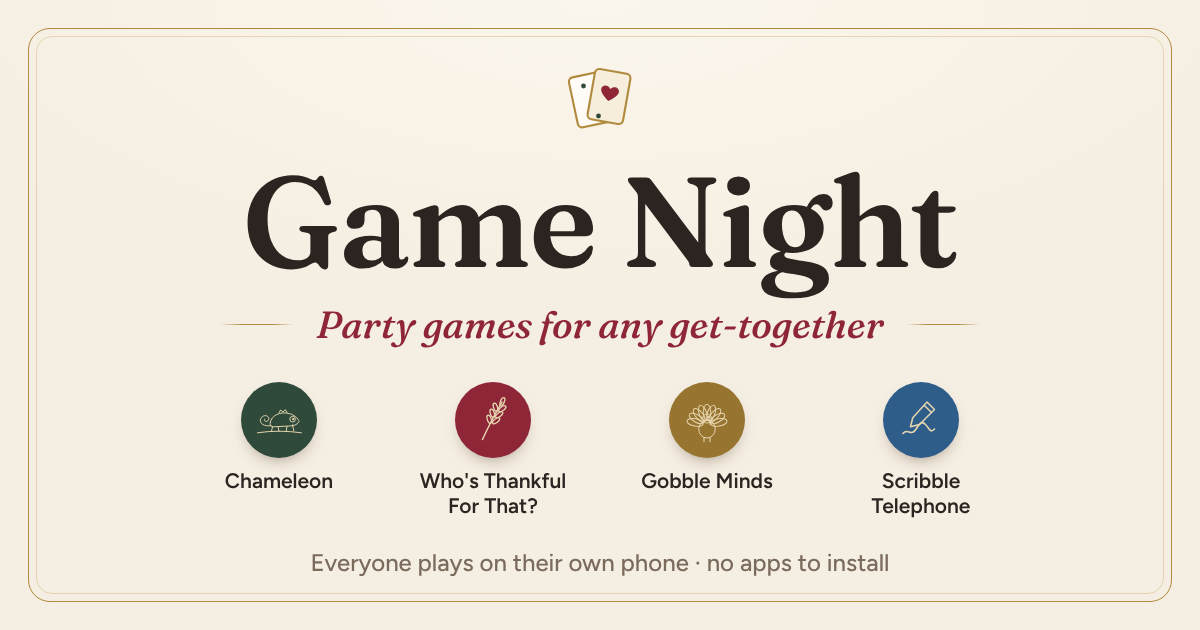 Game Night
Party games for any get-together
Chameleon
Who's Thankful
For That?
Gobble Minds
Scribble
Telephone
Everyone plays on their own phone · no apps to install